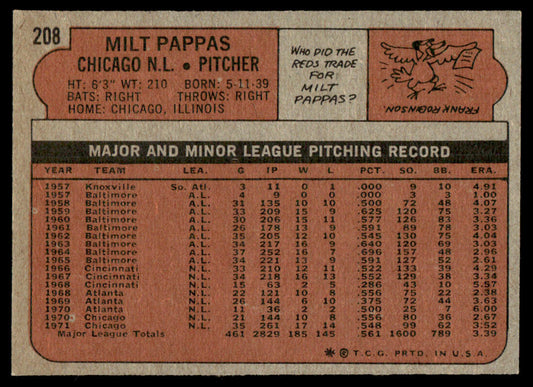 208
MILT PAPPAS
CHICAGO N.L. • PITCHER
HT: 6'3" WT: 210 BORN: 5-11-39
BATS: RIGHT THROWS: RIGHT
HOME: CHICAGO, ILLINOIS
WHO DID THE
REDS TRADE
FOR
MILT
PAPPAS?
FRANK ROBINSON
MAJOR AND MINOR LEAGUE PITCHING RECORD
YEAR TEAM LEA. G IP W L PCT. SO. BB. ERA.
1957 Knoxville So. Atl. 3 11 0 1 .000 9 10 4.91
1957 Baltimore A.L. 4 9 0 0 .000 3 3 1.00
1958 Baltimore A.L. 31 135 10 10 .500 72 48 4.07
1959 Baltimore A.L. 33 209 15 9 .625 120 75 3.27
1960 Baltimore A.L. 30 206 15 11 .577 126 83 3.36
1961 Baltimore A.L. 26 178 13 9 .591 89 78 3.03
1962 Baltimore A.L. 35 205 12 10 .545 130 75 4.04
1963 Baltimore A.L. 34 217 16 9 .640 120 69 3.03
1964 Baltimore A.L. 37 252 16 7 .696 157 48 2.96
1965 Baltimore A.L. 34 221 13 9 .591 127 52 2.61
1966 Cincinnati N.L. 33 210 12 11 .522 133 39 4.29
1967 Cincinnati N.L. 34 218 16 13 .552 129 38 3.34
1968 Cincinnati N.L. 15 63 2 5 .286 43 10 5.57
1968 Atlanta N.L. 22 121 10 8 .556 75 22 2.38
1969 Atlanta N.L. 26 144 6 10 .375 72 44 3.63
1970 Atlanta N.L. 11 36 2 2 .500 25 7 6.00
1970 Chicago N.L. 21 144 10 8 .556 80 36 2.67
1971 Chicago N.L. 35 261 17 14 .548 99 62 3.52
Major League Totals 461 2829 185 145 .561 1600 789 3.39
* © T.C.G. PRTD. IN U.S.A.